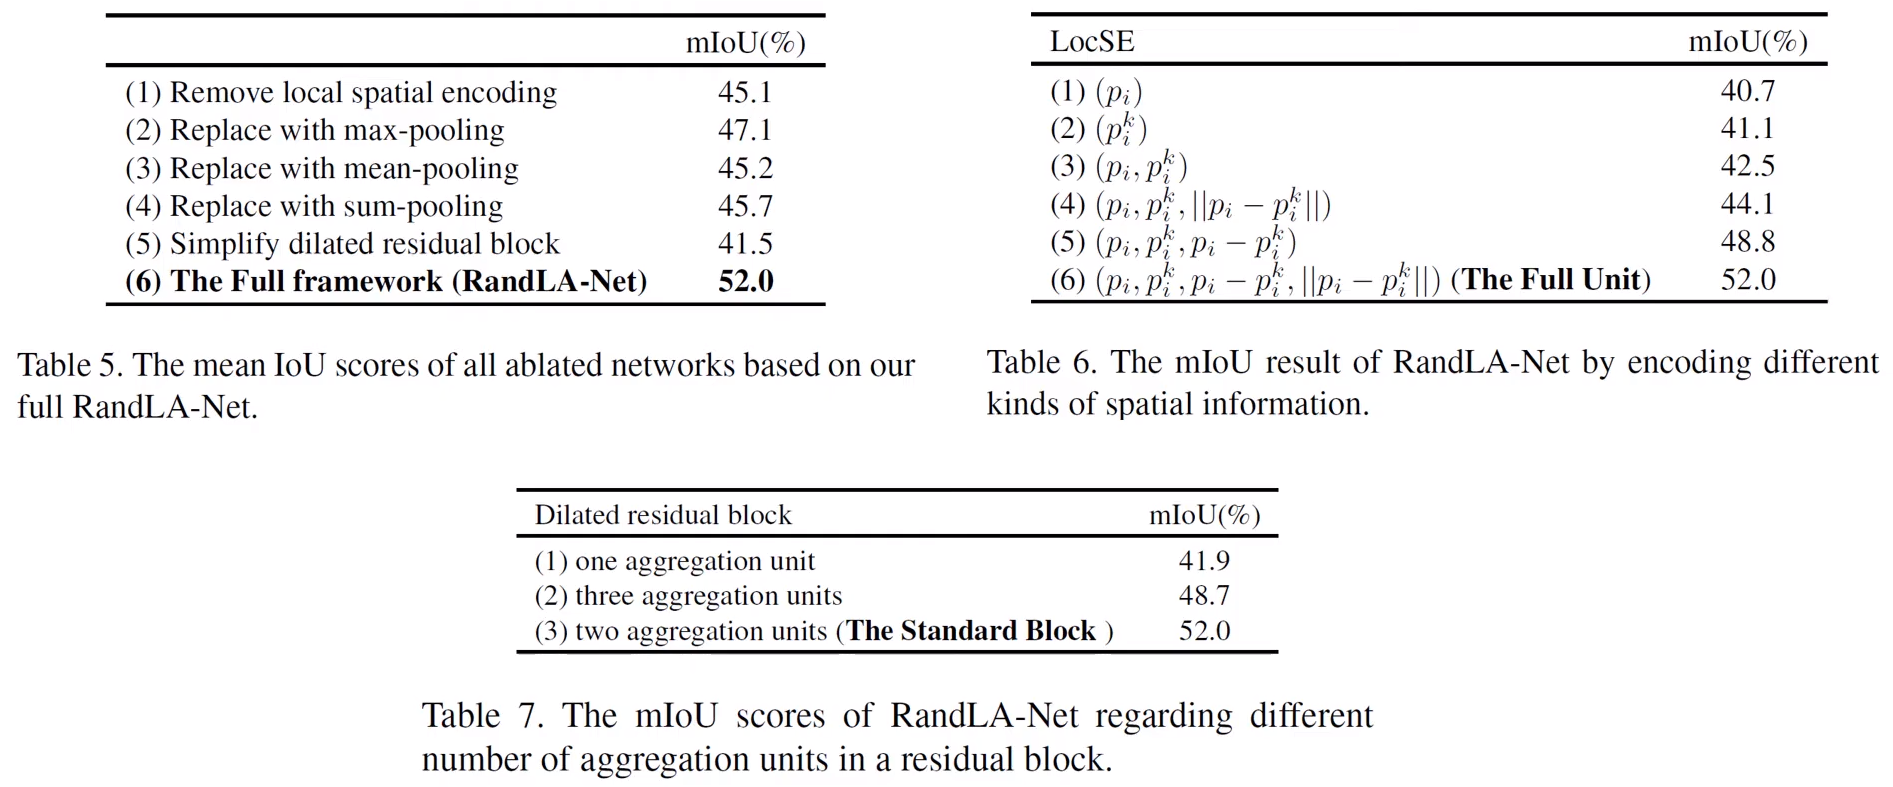 mIoU(%)
(1) Remove local spatial encoding 45.1
(2) Replace with max-pooling 47.1
(3) Replace with mean-pooling 45.2
(4) Replace with sum-pooling 45.7
(5) Simplify dilated residual block 41.5
(6) The Full framework (RandLA-Net) 52.0
Table 5. The mean IoU scores of all ablated networks based on our
full RandLA-Net.
LocSE mIoU(%)
(1) $(p_i)$ 40.7
(2) $(p_i^k)$ 41.1
(3) $(p_i, p_i^k)$ 42.5
(4) $(p_i, p_i^k, ||p_i - p_i^k||)$ 44.1
(5) $(p_i, p_i^k, p_i - p_i^k)$ 48.8
(6) $(p_i, p_i^k, p_i - p_i^k, ||p_i - p_i^k||)$ (The Full Unit) 52.0
Table 6. The mIoU result of RandLA-Net by encoding different
kinds of spatial information.
Dilated residual block mIoU(%)
(1) one aggregation unit 41.9
(2) three aggregation units 48.7
(3) two aggregation units (The Standard Block ) 52.0
Table 7. The mIoU scores of RandLA-Net regarding different
number of aggregation units in a residual block.